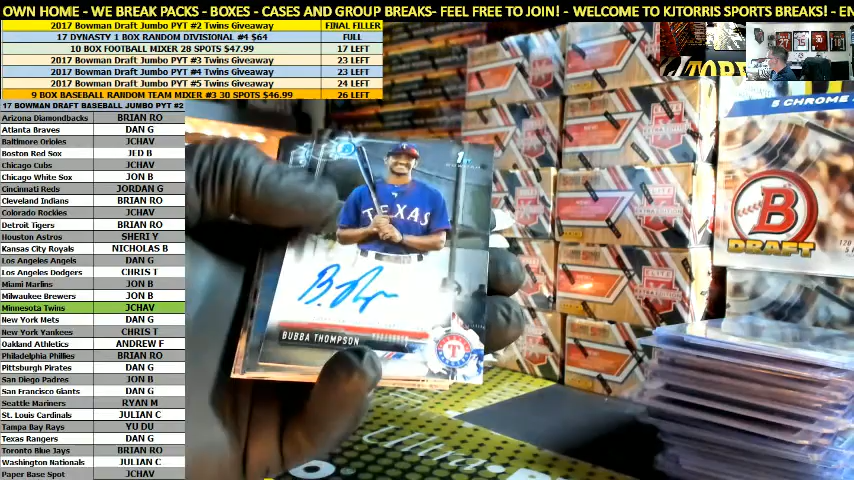 OWN HOME - WE BREAK PACKS - BOXES - CASES AND GROUP BREAKS- FEEL FREE TO JOIN! - WELCOME TO KJTORRIS SPORTS BREAKS! - EN
2017 Bowman Draft Jumbo PYT #2 Twins Giveaway FINAL FILLER
17 DYNASTY 1 BOX RANDOM DIVISIONAL #4 $64 FULL
10 BOX FOOTBALL MIXER 28 SPOTS $47.99 17 LEFT
2017 Bowman Draft Jumbo PYT #3 Twins Giveaway 23 LEFT
2017 Bowman Draft Jumbo PYT #4 Twins Giveaway 23 LEFT
2017 Bowman Draft Jumbo PYT #5 Twins Giveaway 24 LEFT
9 BOX BASEBALL RANDOM TEAM MIXER #3 30 SPOTS $46.99 26 LEFT
17 BOWMAN DRAFT BASEBALL JUMBO PYT #2
Arizona Diamondbacks BRIAN RO
Atlanta Braves DAN G
Baltimore Orioles JCHAV
Boston Red Sox JED B
Chicago Cubs JCHAV
Chicago White Sox JON B
Cincinnati Reds JORDAN G
Cleveland Indians BRIAN RO
Colorado Rockies JCHAV
Detroit Tigers BRIAN RO
Houston Astros SHERI Y
Kansas City Royals NICHOLAS B
Los Angeles Angels DAN G
Los Angeles Dodgers CHRIS T
Miami Marlins JON B
Milwaukee Brewers JON B
Minnesota Twins JCHAV
New York Mets DAN G
New York Yankees CHRIS T
Oakland Athletics ANDREW F
Philadelphia Phillies BRIAN RO
Pittsburgh Pirates DAN G
San Diego Padres JON B
San Francisco Giants DAN G
Seattle Mariners RYAN M
St. Louis Cardinals JULIAN C
Tampa Bay Rays YU DU
Texas Rangers DAN G
Toronto Blue Jays BRIAN RO
Washington Nationals JULIAN C
Paper Base Spot JCHAV
1st
TEXAS
BUBBA THOMPSON
T
5 CHROME
B
DRAFT
Ultra